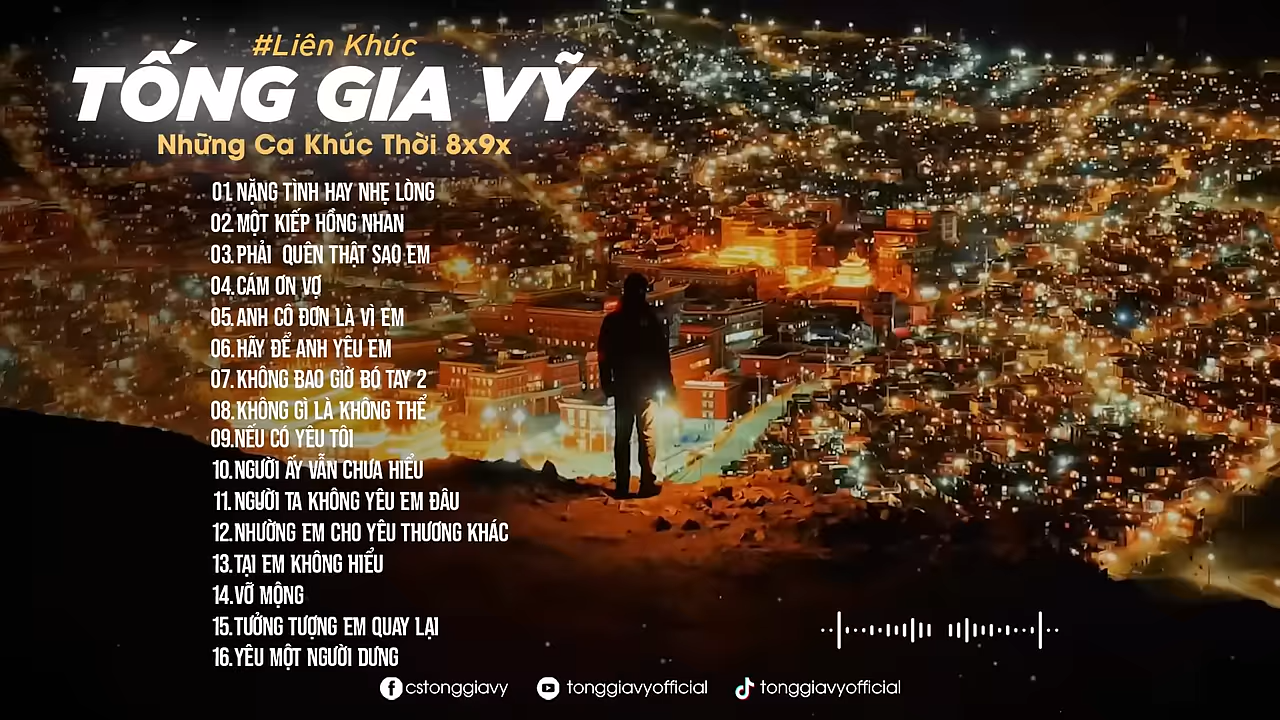 #Liên Khúc
TỐNG GIA VỸ
Những Ca Khúc Thời 8x9x
01.NẶNG TÌNH HAY NHẸ LÒNG
02.MỘT KIẾP HỒNG NHAN
03.PHẢI QUÊN THẬT SAO EM
04.CÁM ƠN VỢ
05.ANH CÔ ĐƠN LÀ VÌ EM
06.HÃY ĐỂ ANH YÊU EM
07.KHÔNG BAO GIỜ BỎ TAY 2
08.KHÔNG GÌ LÀ KHÔNG THỂ
09.NẾU CÓ YÊU TÔI
10.NGƯỜI ẤY VẪN CHƯA HIỂU
11.NGƯỜI TA KHÔNG YÊU EM ĐÂU
12.NHƯỜNG EM CHO YÊU THƯƠNG KHÁC
13.TẠI EM KHÔNG HIỂU
14.VỠ MỘNG
15.TƯỞNG TƯỢNG EM QUAY LẠI
16.YÊU MỘT NGƯỜI DƯNG
cstonggiavy tonggiavyofficial tonggiavyofficial